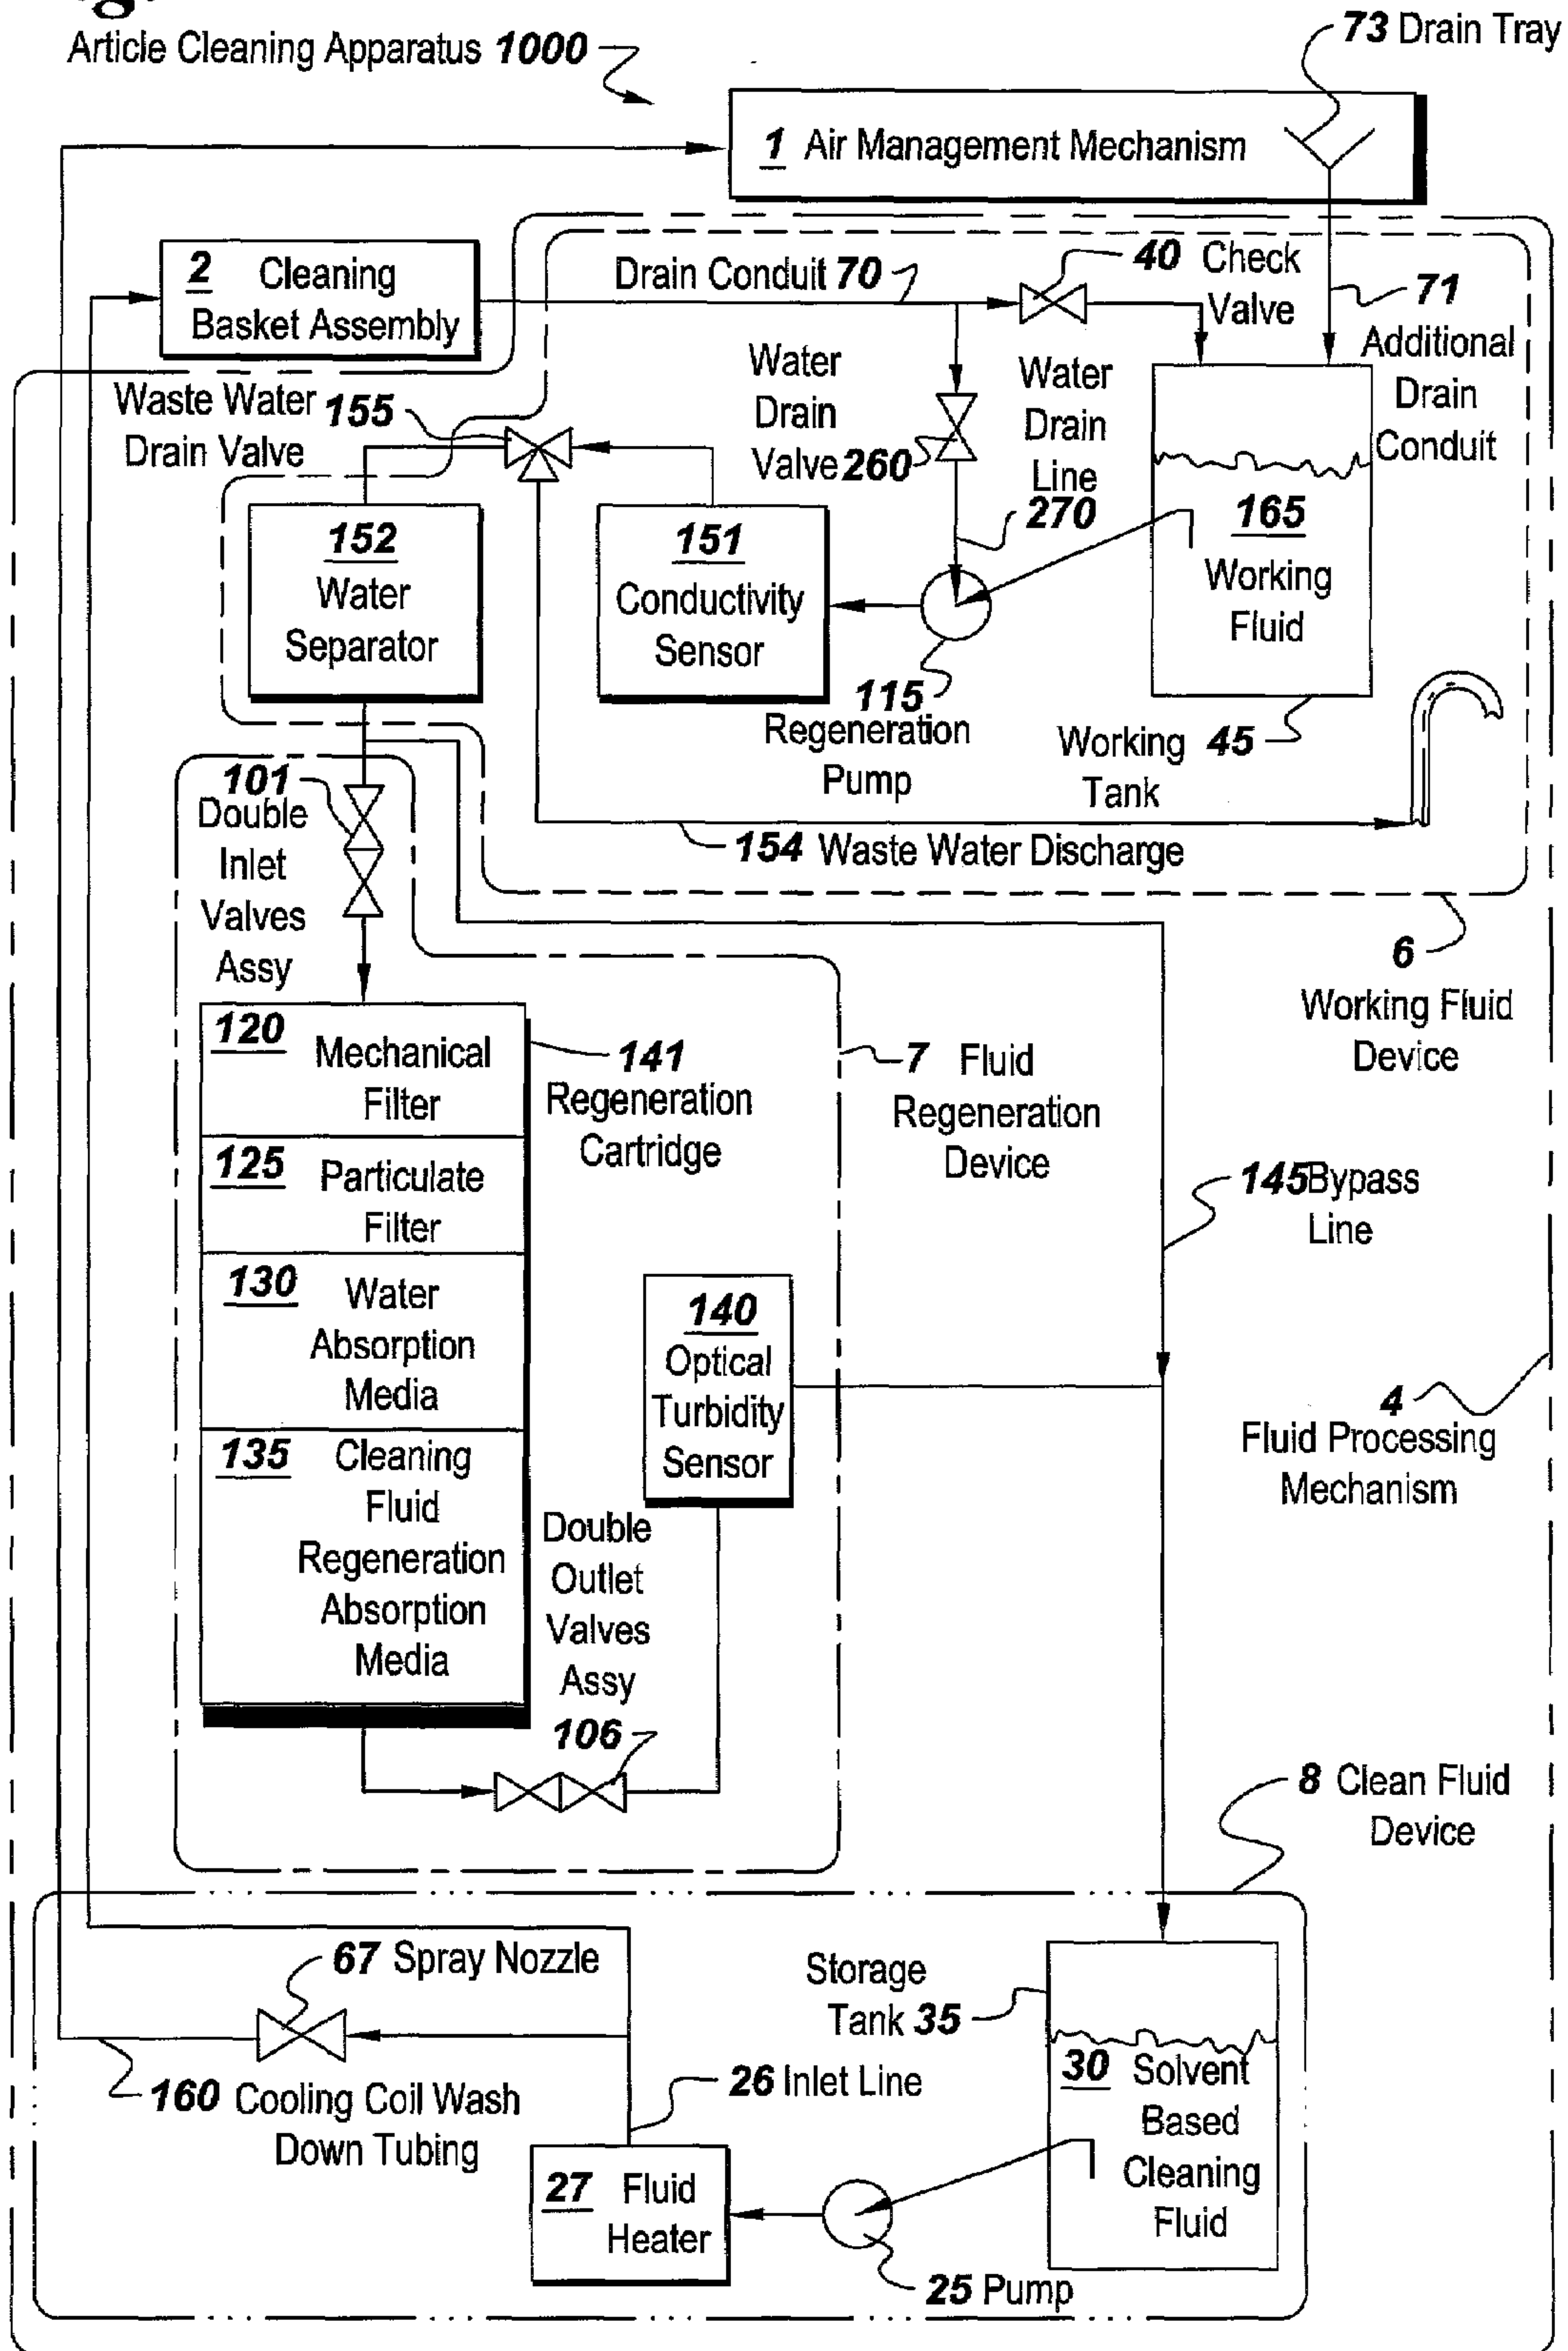 Article Cleaning Apparatus 1000
73 Drain Tray
1 Air Management Mechanism
2 Cleaning
Basket Assembly
Drain Conduit 70
40 Check
Valve
71
Additional
Drain
Conduit
Water
Drain
Valve 260
Water
Drain
Line
270
Waste Water 155
Drain Valve
152
Water
Separator
151
Conductivity
Sensor
165
Working
Fluid
115
Regeneration
Pump
Working 45
Tank
154 Waste Water Discharge
101
Double
Inlet
Valves
Assy
6
Working Fluid
Device
120 Mechanical
Filter
141
Regeneration
Cartridge
7 Fluid
Regeneration
Device
125 Particulate
Filter
145 Bypass
Line
130 Water
Absorption
Media
140
Optical
Turbidity
Sensor
4
Fluid Processing
Mechanism
135 Cleaning
Fluid
Regeneration
Absorption
Media
Double
Outlet
Valves
Assy
106
8 Clean Fluid
Device
67 Spray Nozzle
Storage
Tank 35
160 Cooling Coil Wash
Down Tubing
26 Inlet Line
30 Solvent
Based
Cleaning
Fluid
27 Fluid
Heater
25 Pump